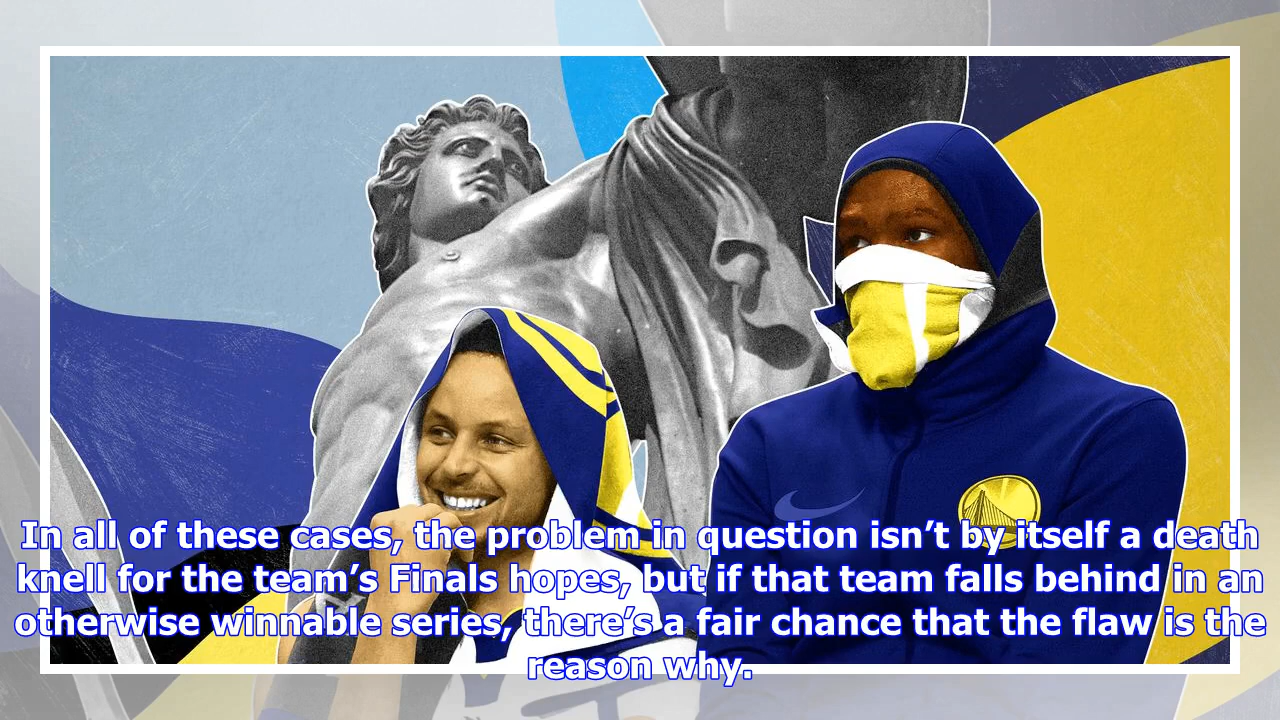 In all of these cases, the problem in question isn’t by itself a death
knell for the team’s Finals hopes, but if that team falls behind in an
otherwise winnable series, there’s a fair chance that the flaw is the
reason why.